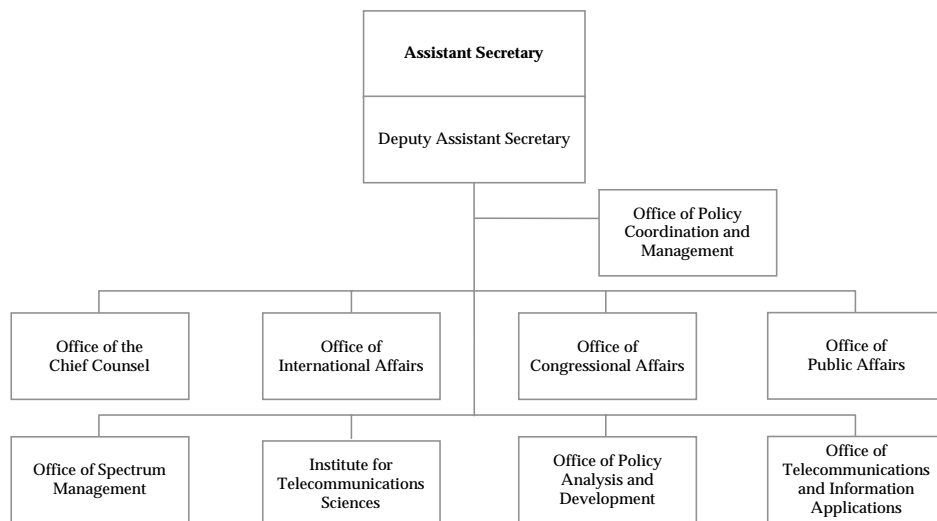 Assistant Secretary
Deputy Assistant Secretary
Office of Policy
Coordination and
Management
Office of the
Chief Counsel
Office of
International Affairs
Office of
Congressional Affairs
Office of
Public Affairs
Office of Spectrum
Management
Institute for
Telecommunications
Sciences
Office of Policy
Analysis and
Development
Office of
Telecommunications
and Information
Applications